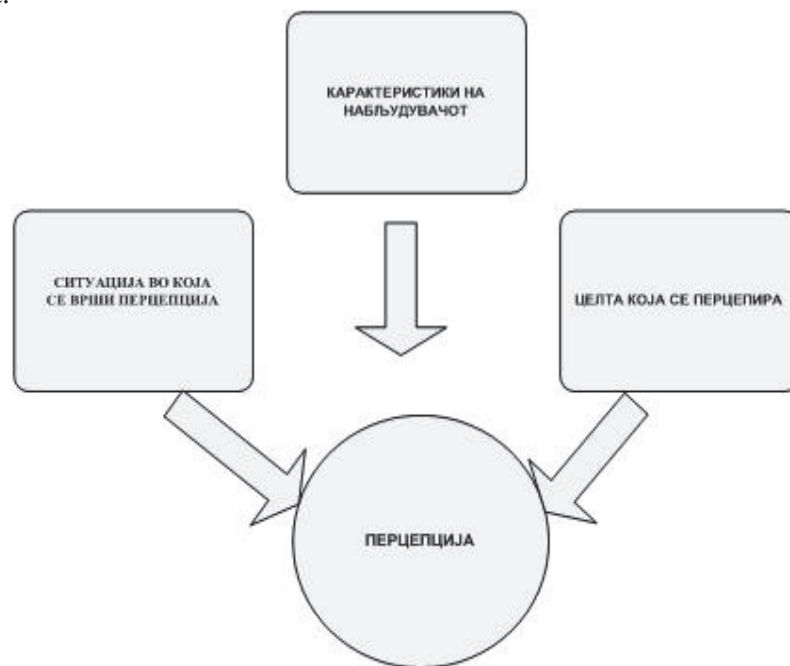 КАРАКТЕРИСТИКИ НА
НАБЉУДУВАЧОТ
СИТУАЦИЈА ВО КОЈА
СЕ ВРШИ ПЕРЦЕПЦИЈА
ЦЕЛТА КОЈА СЕ ПЕРЦЕПИРА
ПЕРЦЕПЦИЈА